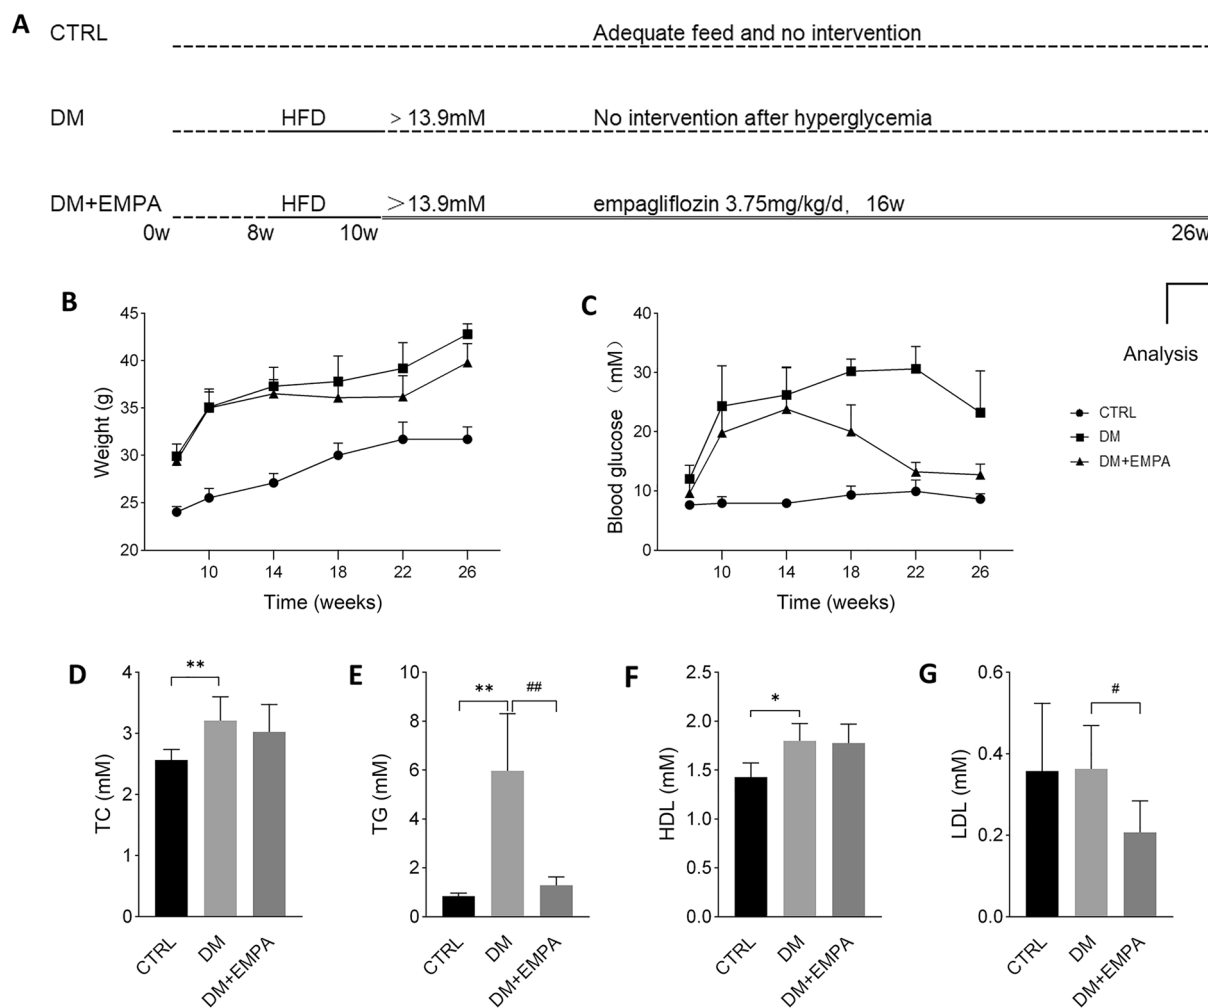 A
CTRL
Adequate feed and no intervention
DM
HFD
> 13.9mM
No intervention after hyperglycemia
DM+EMPA
HFD
>13.9mM
empagliflozin 3.75mg/kg/d, 16w
0w
8w
10w
26w
B
45
40
35
30
25
20
Weight (g)
10
14
18
22
26
Time (weeks)
C
40
30
20
10
0
Blood glucose (mM)
10
14
18
22
26
Time (weeks)
Analysis
CTRL
DM
DM+EMPA
D
4
3
2
1
0
TC (mM)
**
CTRL
DM
DM+EMPA
E
10
8
6
4
2
0
TG (mM)
**
##
CTRL
DM
DM+EMPA
F
2.5
2.0
1.5
1.0
0.5
0.0
HDL (mM)
*
CTRL
DM
DM+EMPA
G
0.6
0.4
0.2
0.0
LDL (mM)
#
CTRL
DM
DM+EMPA